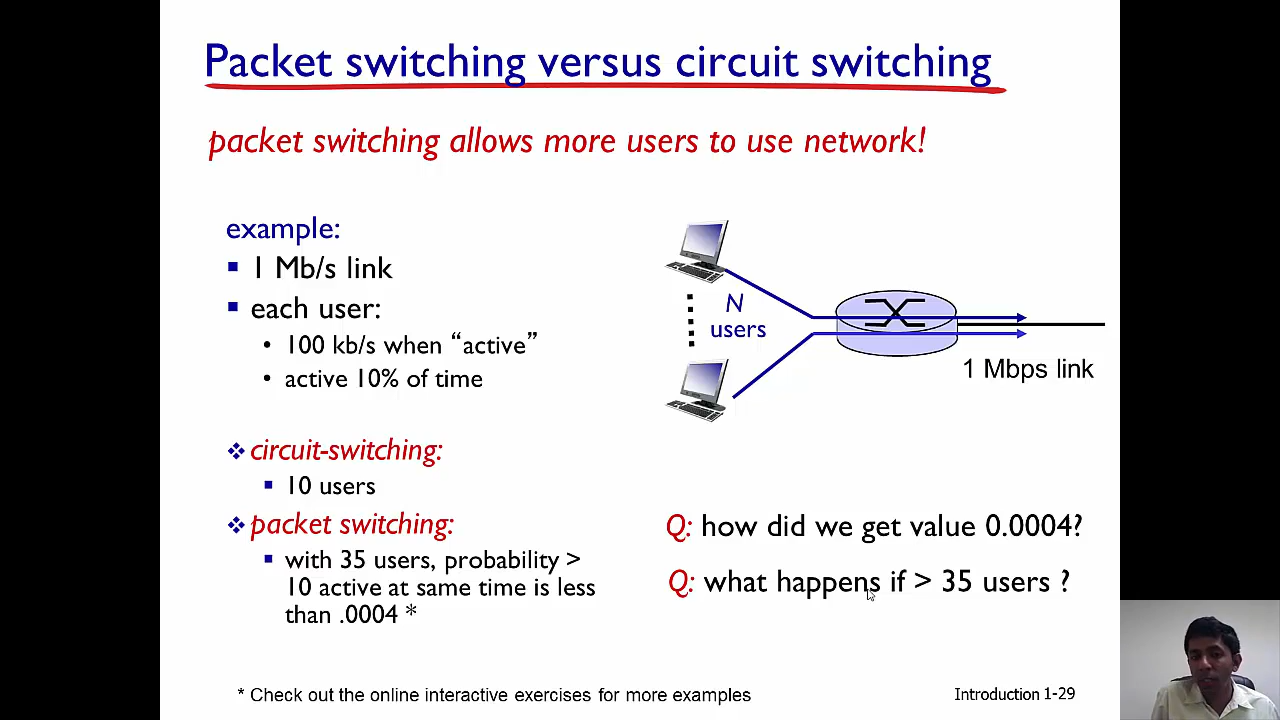 Packet switching versus circuit switching
packet switching allows more users to use network!
example:
1 Mb/s link
each user:
• 100 kb/s when “active”
• active 10% of time
circuit-switching:
10 users
packet switching:
with 35 users, probability >
10 active at same time is less
than .0004 *
N
users
1 Mbps link
Q: how did we get value 0.0004?
Q: what happens if > 35 users ?
* Check out the online interactive exercises for more examples
Introduction 1-29